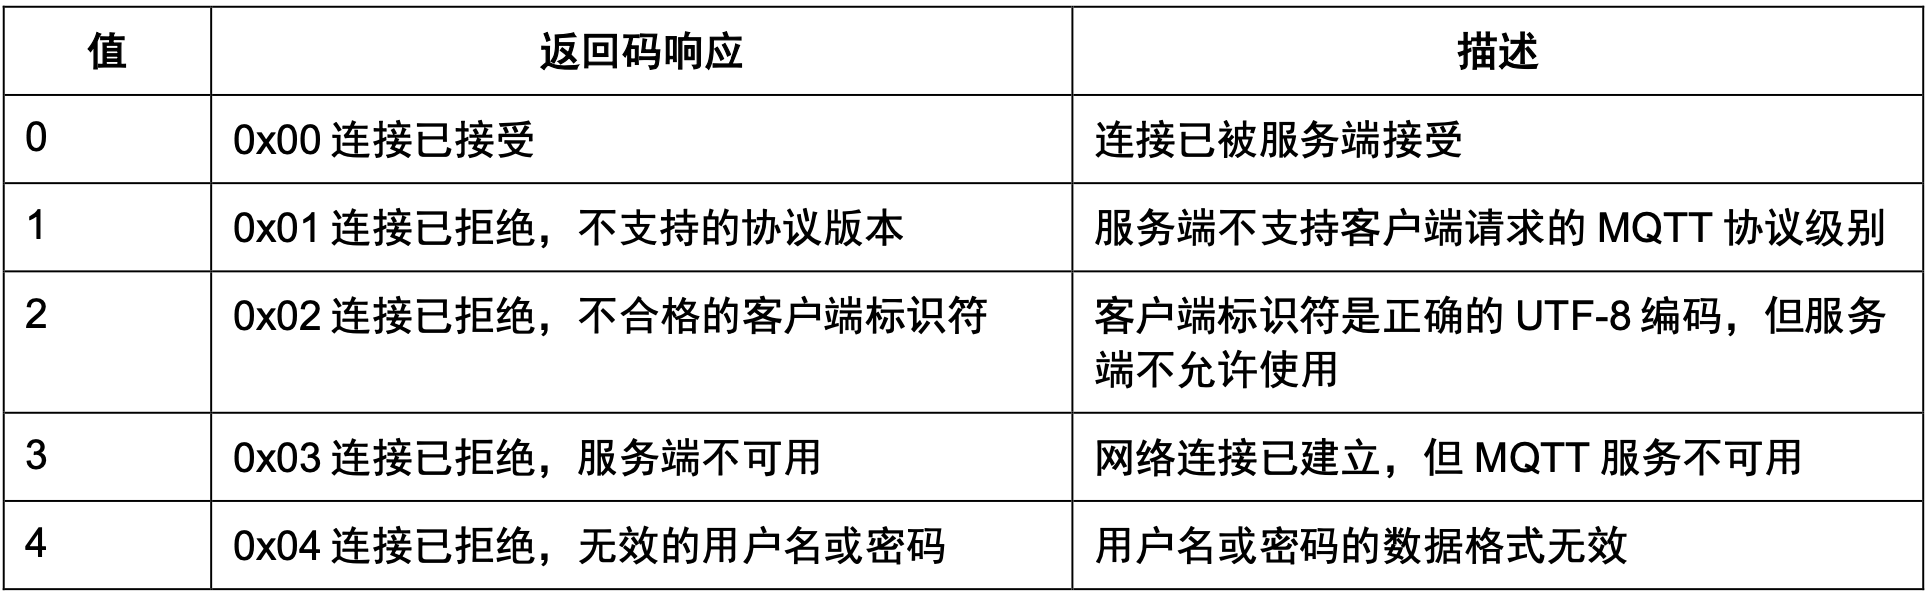 值 返回码响应 描述
0 0x00 连接已接受 连接已被服务端接受
1 0x01 连接已拒绝，不支持的协议版本 服务端不支持客户端请求的 MQTT 协议级别
2 0x02 连接已拒绝，不合格的客户端标识符 客户端标识符是正确的 UTF-8 编码，但服务
端不允许使用
3 0x03 连接已拒绝，服务端不可用 网络连接已建立，但 MQTT 服务不可用
4 0x04 连接已拒绝，无效的用户名或密码 用户名或密码的数据格式无效